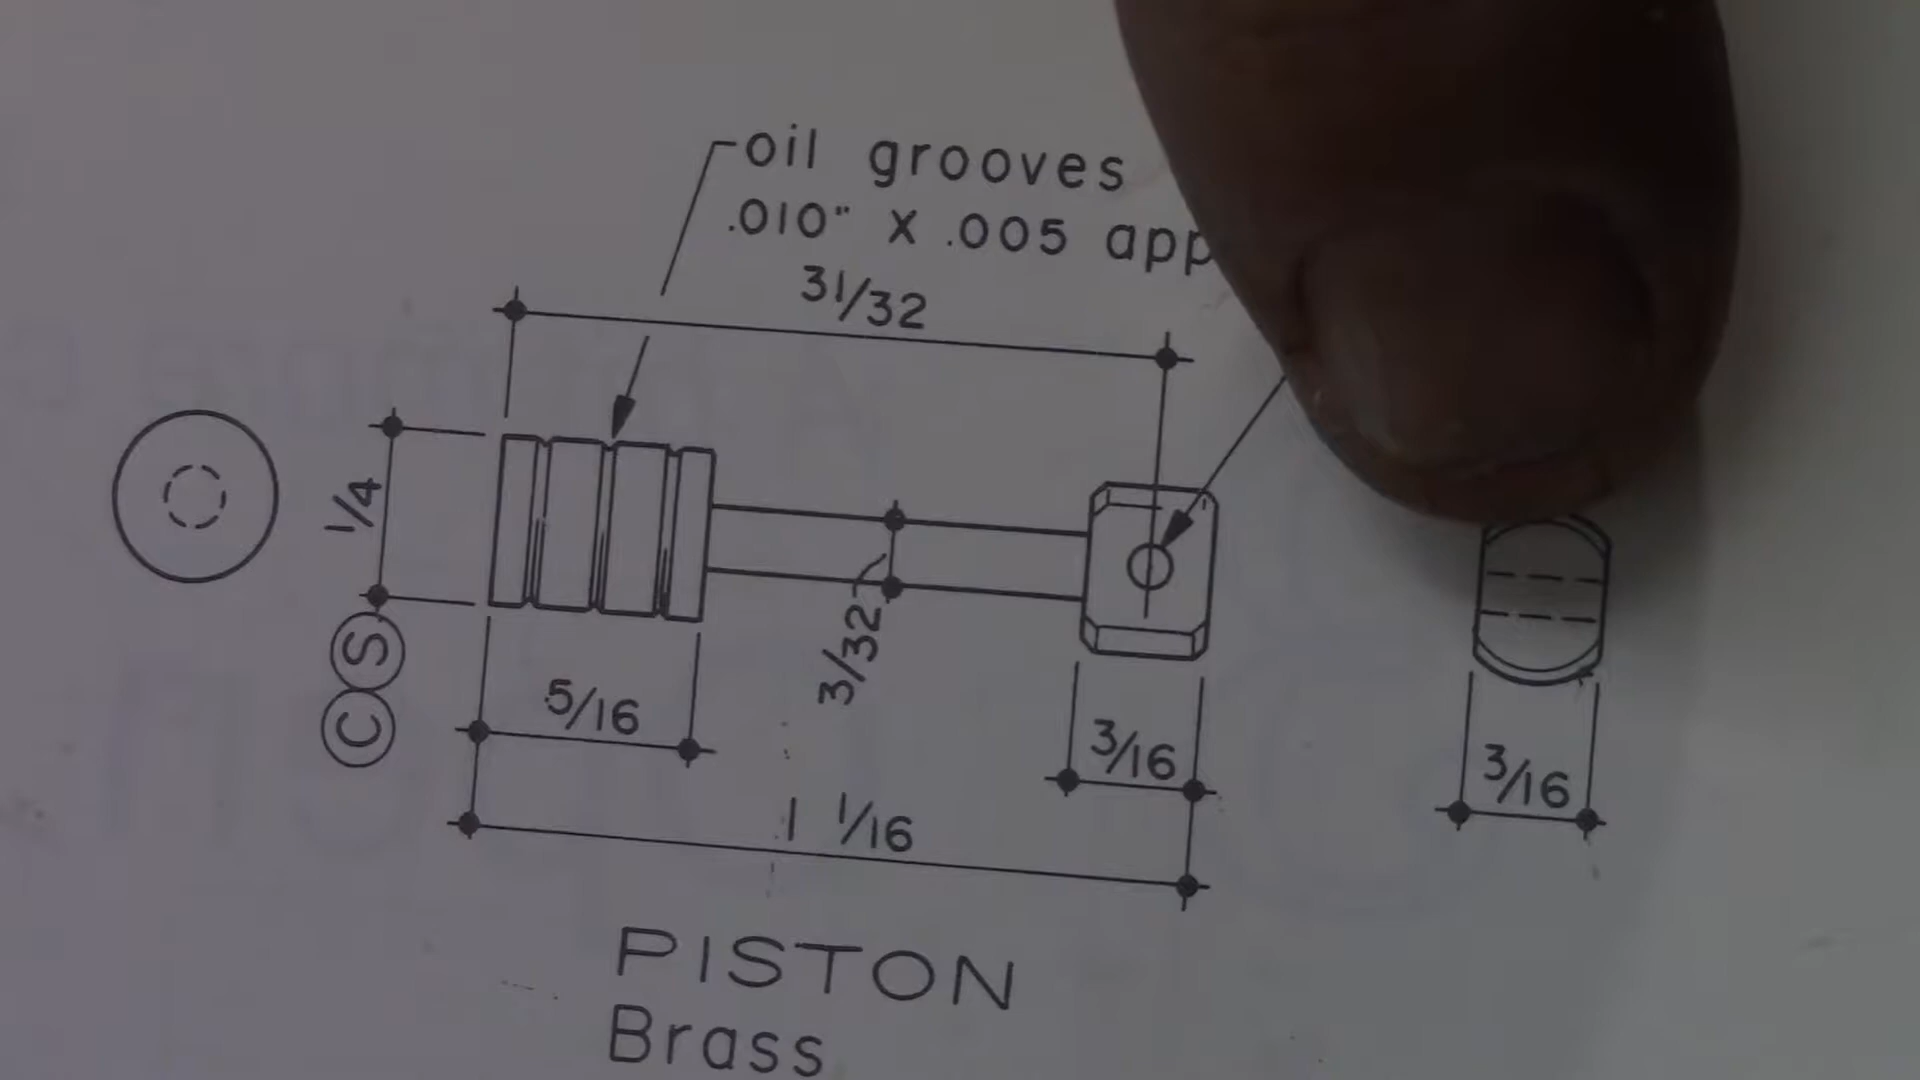 oil grooves
.010" X .005 app
31/32
1/4
S
C
3/32
5/16
3/16
3/16
1 1/16
PISTON
Brass